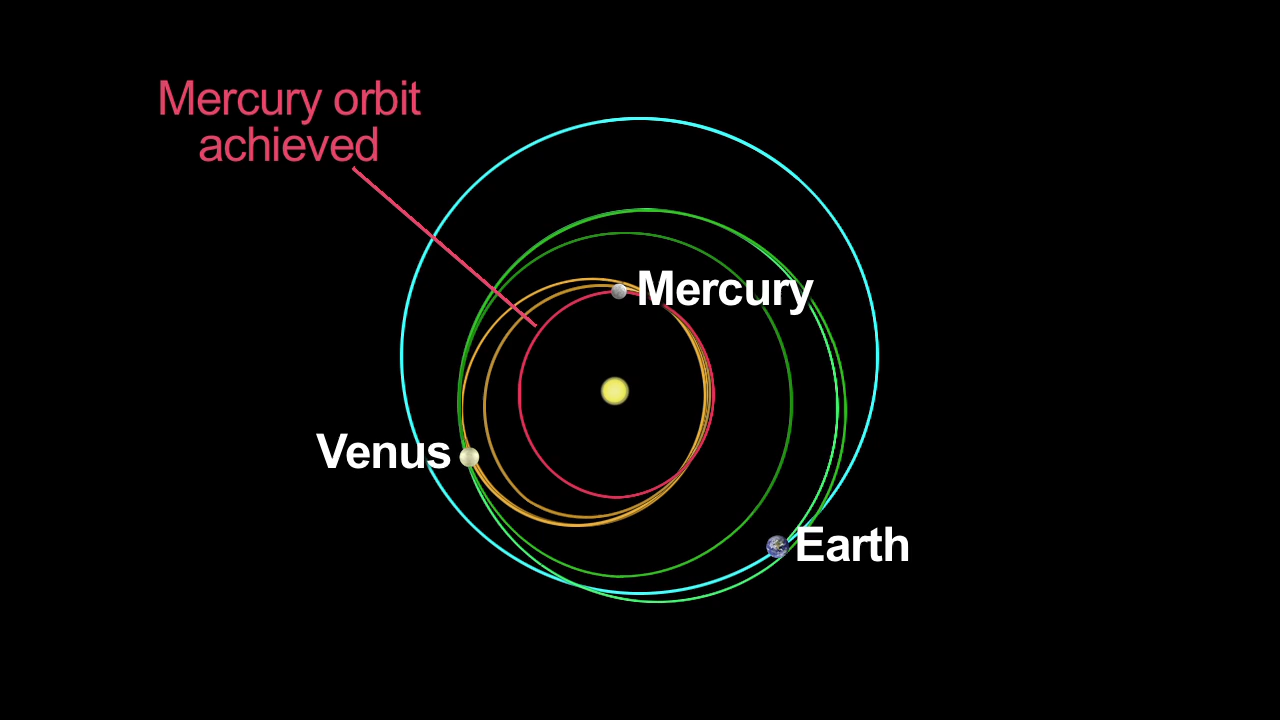 Mercury orbit
achieved
Mercury
Venus
Earth